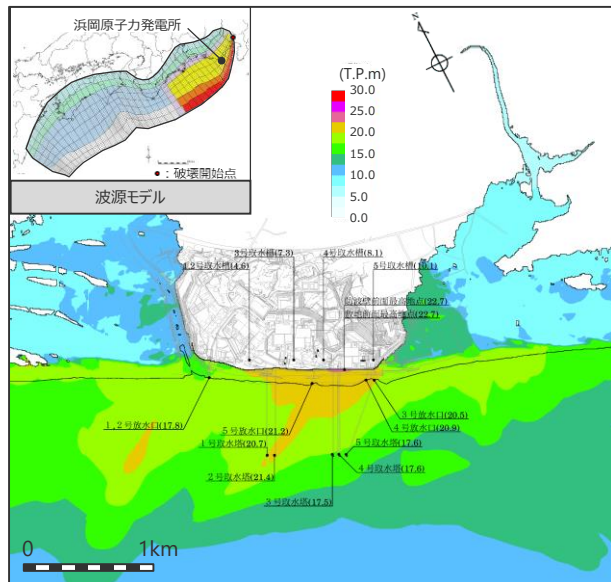 浜岡原子力発電所
●:破壊開始点
波源モデル
(T.P.m)
30.0
25.0
20.0
15.0
10.0
5.0
0.0
N
3号取水槽(7.3)
4号取水槽(8.1)
1,2号取水槽(4.6)
5号取水槽(10.1)
防波壁前面最高地点(22.7)
敷地前面最高地点(22.7)
1,2号放水口(17.8)
5号放水口(21.2)
3号放水口(20.5)
4号放水口(20.9)
1号取水塔(20.7)
5号取水塔(17.6)
2号取水塔(21.4)
4号取水塔(17.6)
3号取水塔(17.5)
0 1km